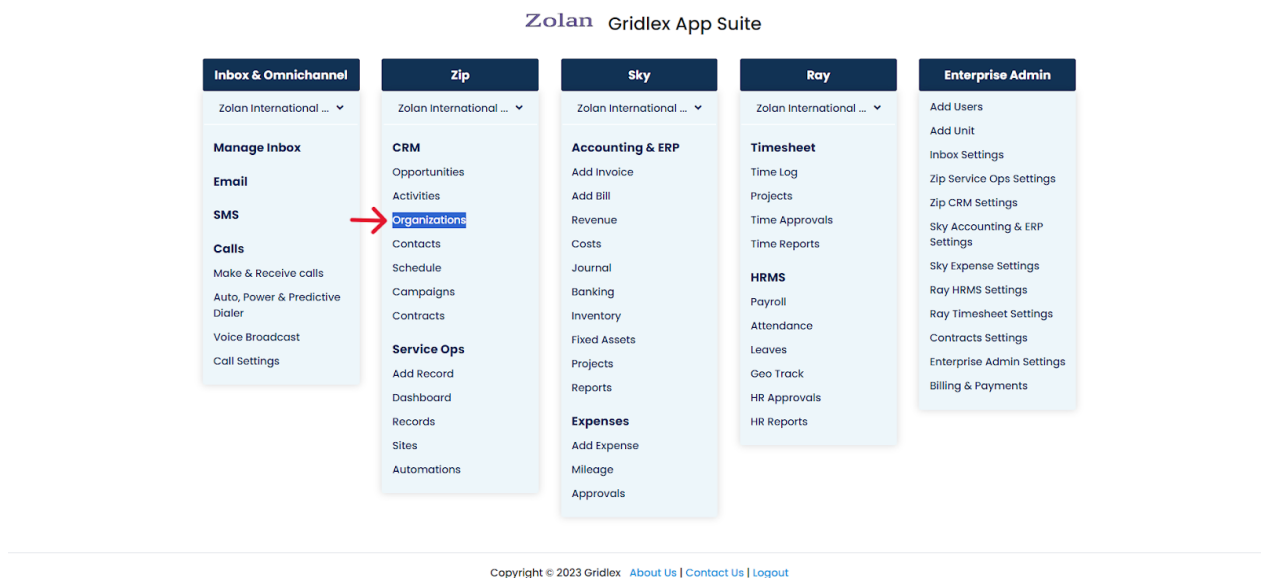 Zolan Gridlex App Suite
Inbox & Omnichannel
Zolan International ...
Manage Inbox
Email
SMS
Calls
Make & Receive calls
Auto, Power & Predictive
Dialer
Voice Broadcast
Call Settings
Zip
Zolan International ...
CRM
Opportunities
Activities
Organizations
Contacts
Schedule
Campaigns
Contracts
Service Ops
Add Record
Dashboard
Records
Sites
Automations
Sky
Zolan International ...
Accounting & ERP
Add Invoice
Add Bill
Revenue
Costs
Journal
Banking
Inventory
Fixed Assets
Projects
Reports
Expenses
Add Expense
Mileage
Approvals
Ray
Zolan International ...
Timesheet
Time Log
Projects
Time Approvals
Time Reports
HRMS
Payroll
Attendance
Leaves
Geo Track
HR Approvals
HR Reports
Enterprise Admin
Add Users
Add Unit
Inbox Settings
Zip Service Ops Settings
Zip CRM Settings
Sky Accounting & ERP
Settings
Sky Expense Settings
Ray HRMS Settings
Ray Timesheet Settings
Contracts Settings
Enterprise Admin Settings
Billing & Payments
Copyright © 2023 Gridlex About Us | Contact Us | Logout